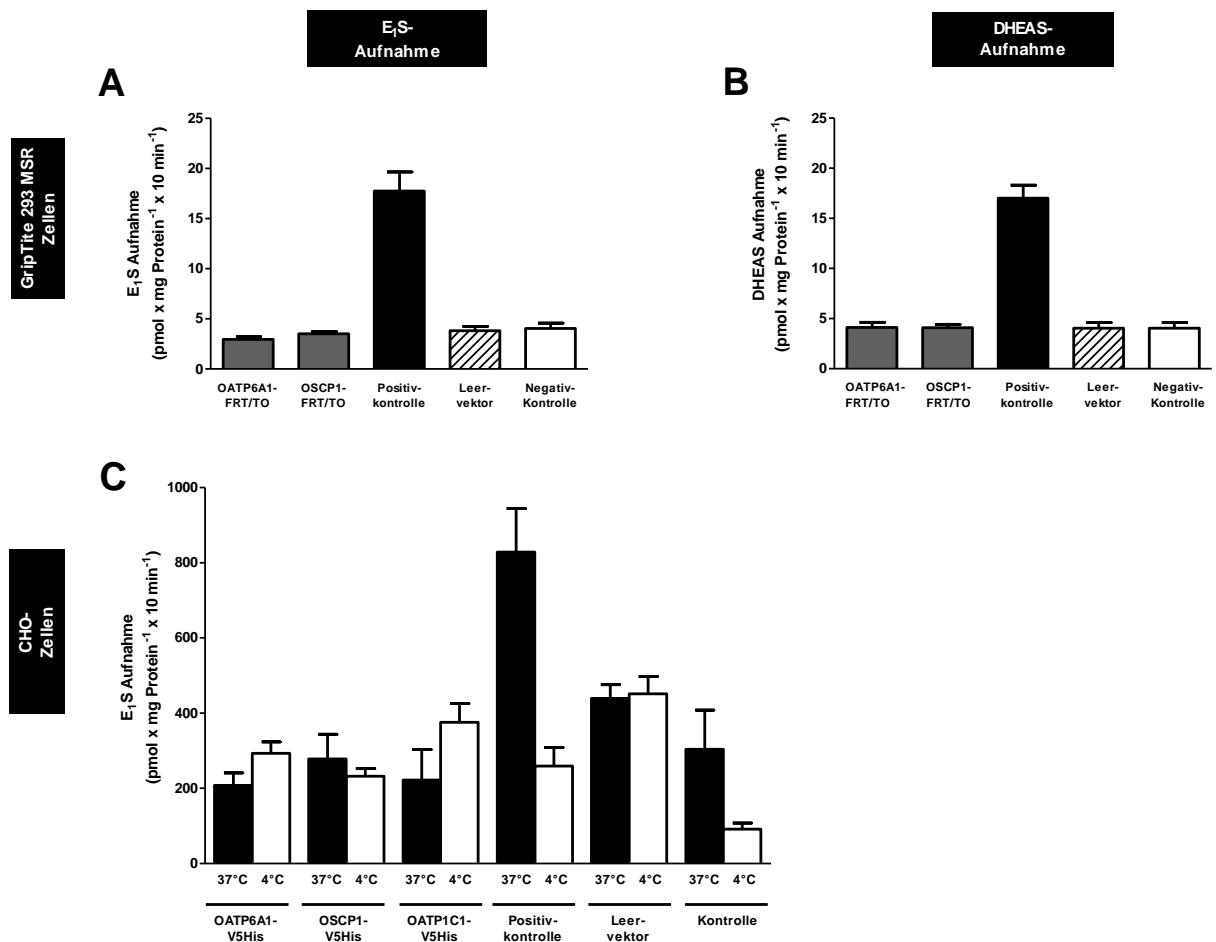 E₁S-
Aufnahme
DHEAS-
Aufnahme
GripTite 293 MSR
Zellen
A
E₁S Aufnahme
(pmol x mg Protein⁻¹ x 10 min⁻¹)
25
20
15
10
5
0
OATP6A1- OSCP1- Positiv- Leer- Negativ-
FRT/TO FRT/TO kontrolle vektor Kontrolle
B
DHEAS Aufnahme
(pmol x mg Protein⁻¹ x 10 min⁻¹)
25
20
15
10
5
0
OATP6A1- OSCP1- Positiv- Leer- Negativ-
FRT/TO FRT/TO kontrolle vektor Kontrolle
CHO-
Zellen
C
E₁S Aufnahme
(pmol x mg Protein⁻¹ x 10 min⁻¹)
1000
800
600
400
200
0
37°C 4°C 37°C 4°C 37°C 4°C 37°C 4°C 37°C 4°C 37°C 4°C
OATP6A1- OSCP1- OATP1C1- Positiv- Leer- Kontrolle
V5His V5His V5His kontrolle vektor